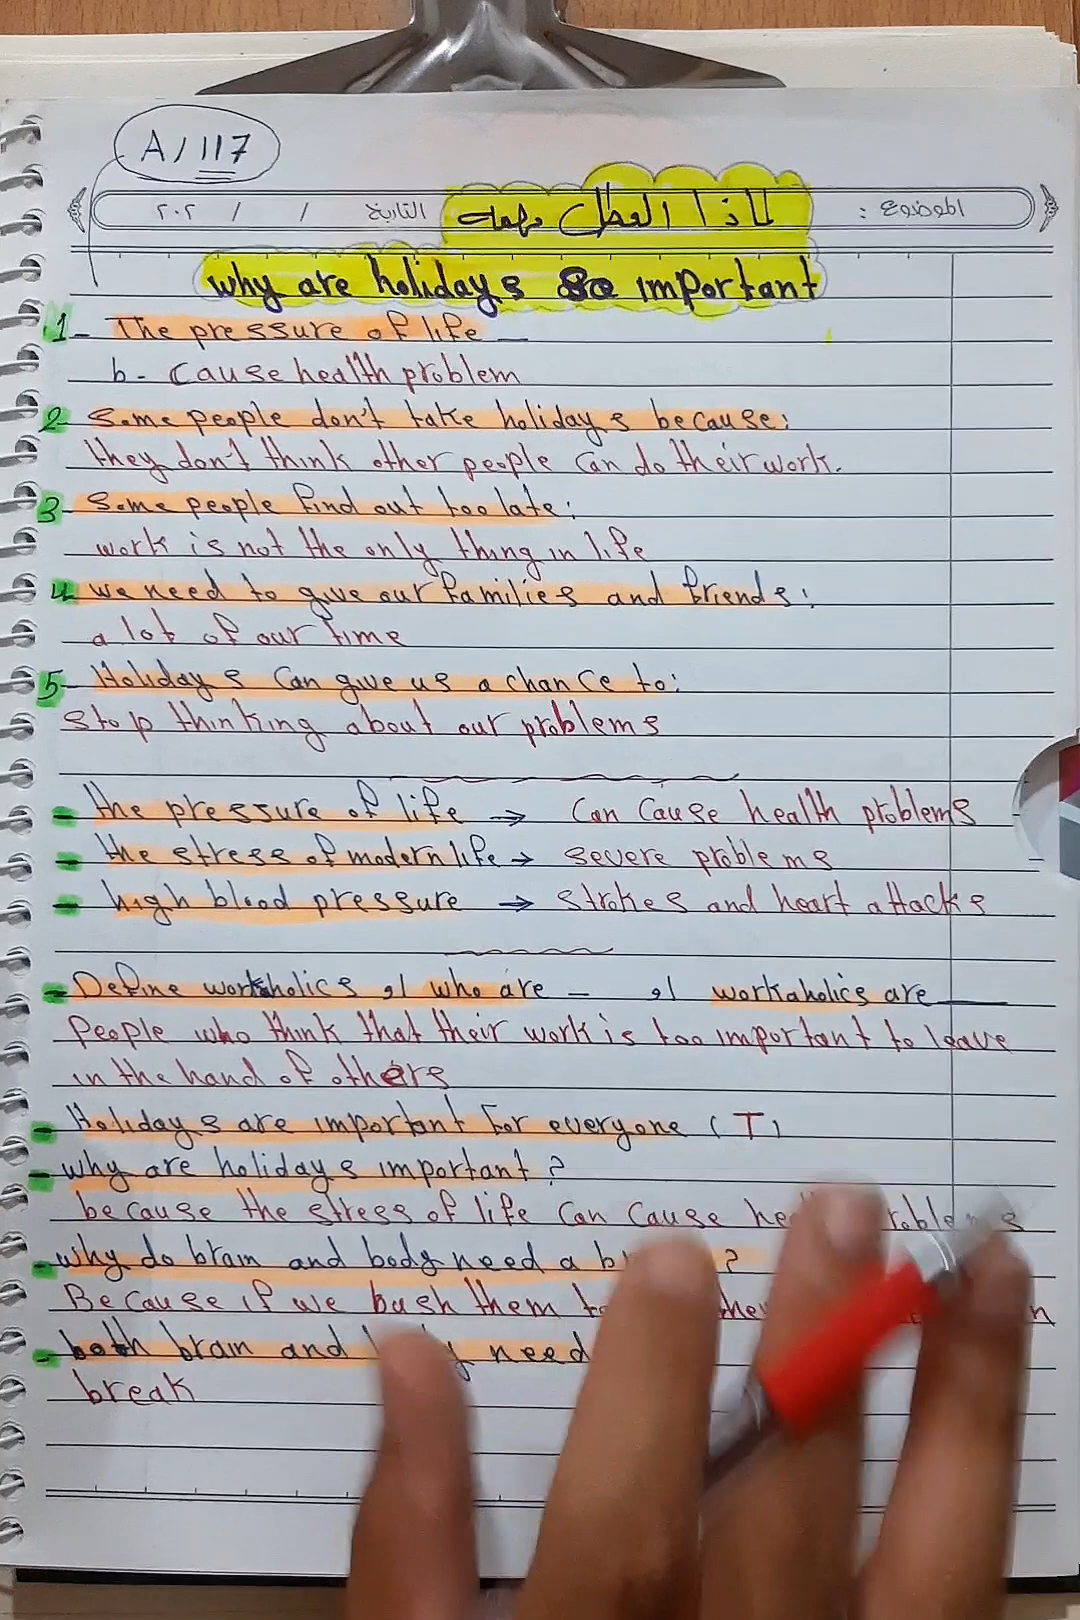 A/117
الموضوع : لماذا العطل مهمه التاريخ / / ٢٠٢
why are holidays so important
1- The pressure of life _
b- cause health problem
2- Some people don't take holidays because:
they don't think other people can do their work.
3- Some people find out too late:
work is not the only thing in life
4- we need to give our families and friends:
a lot of our time
5- Holidays can give us a chance to:
stop thinking about our problems
- the pressure of life → can cause health problems
- the stress of modern life → severe problems
- high blood pressure → strokes and heart attacks
- Define workaholics او who are _ او workaholics are ___
people who think that their work is too important to leave
in the hand of others
- Holidays are important for everyone (T)
- why are holidays important?
because the stress of life can cause
- why do brain and body need a ?
Because if we bush them
- both brain and need
break